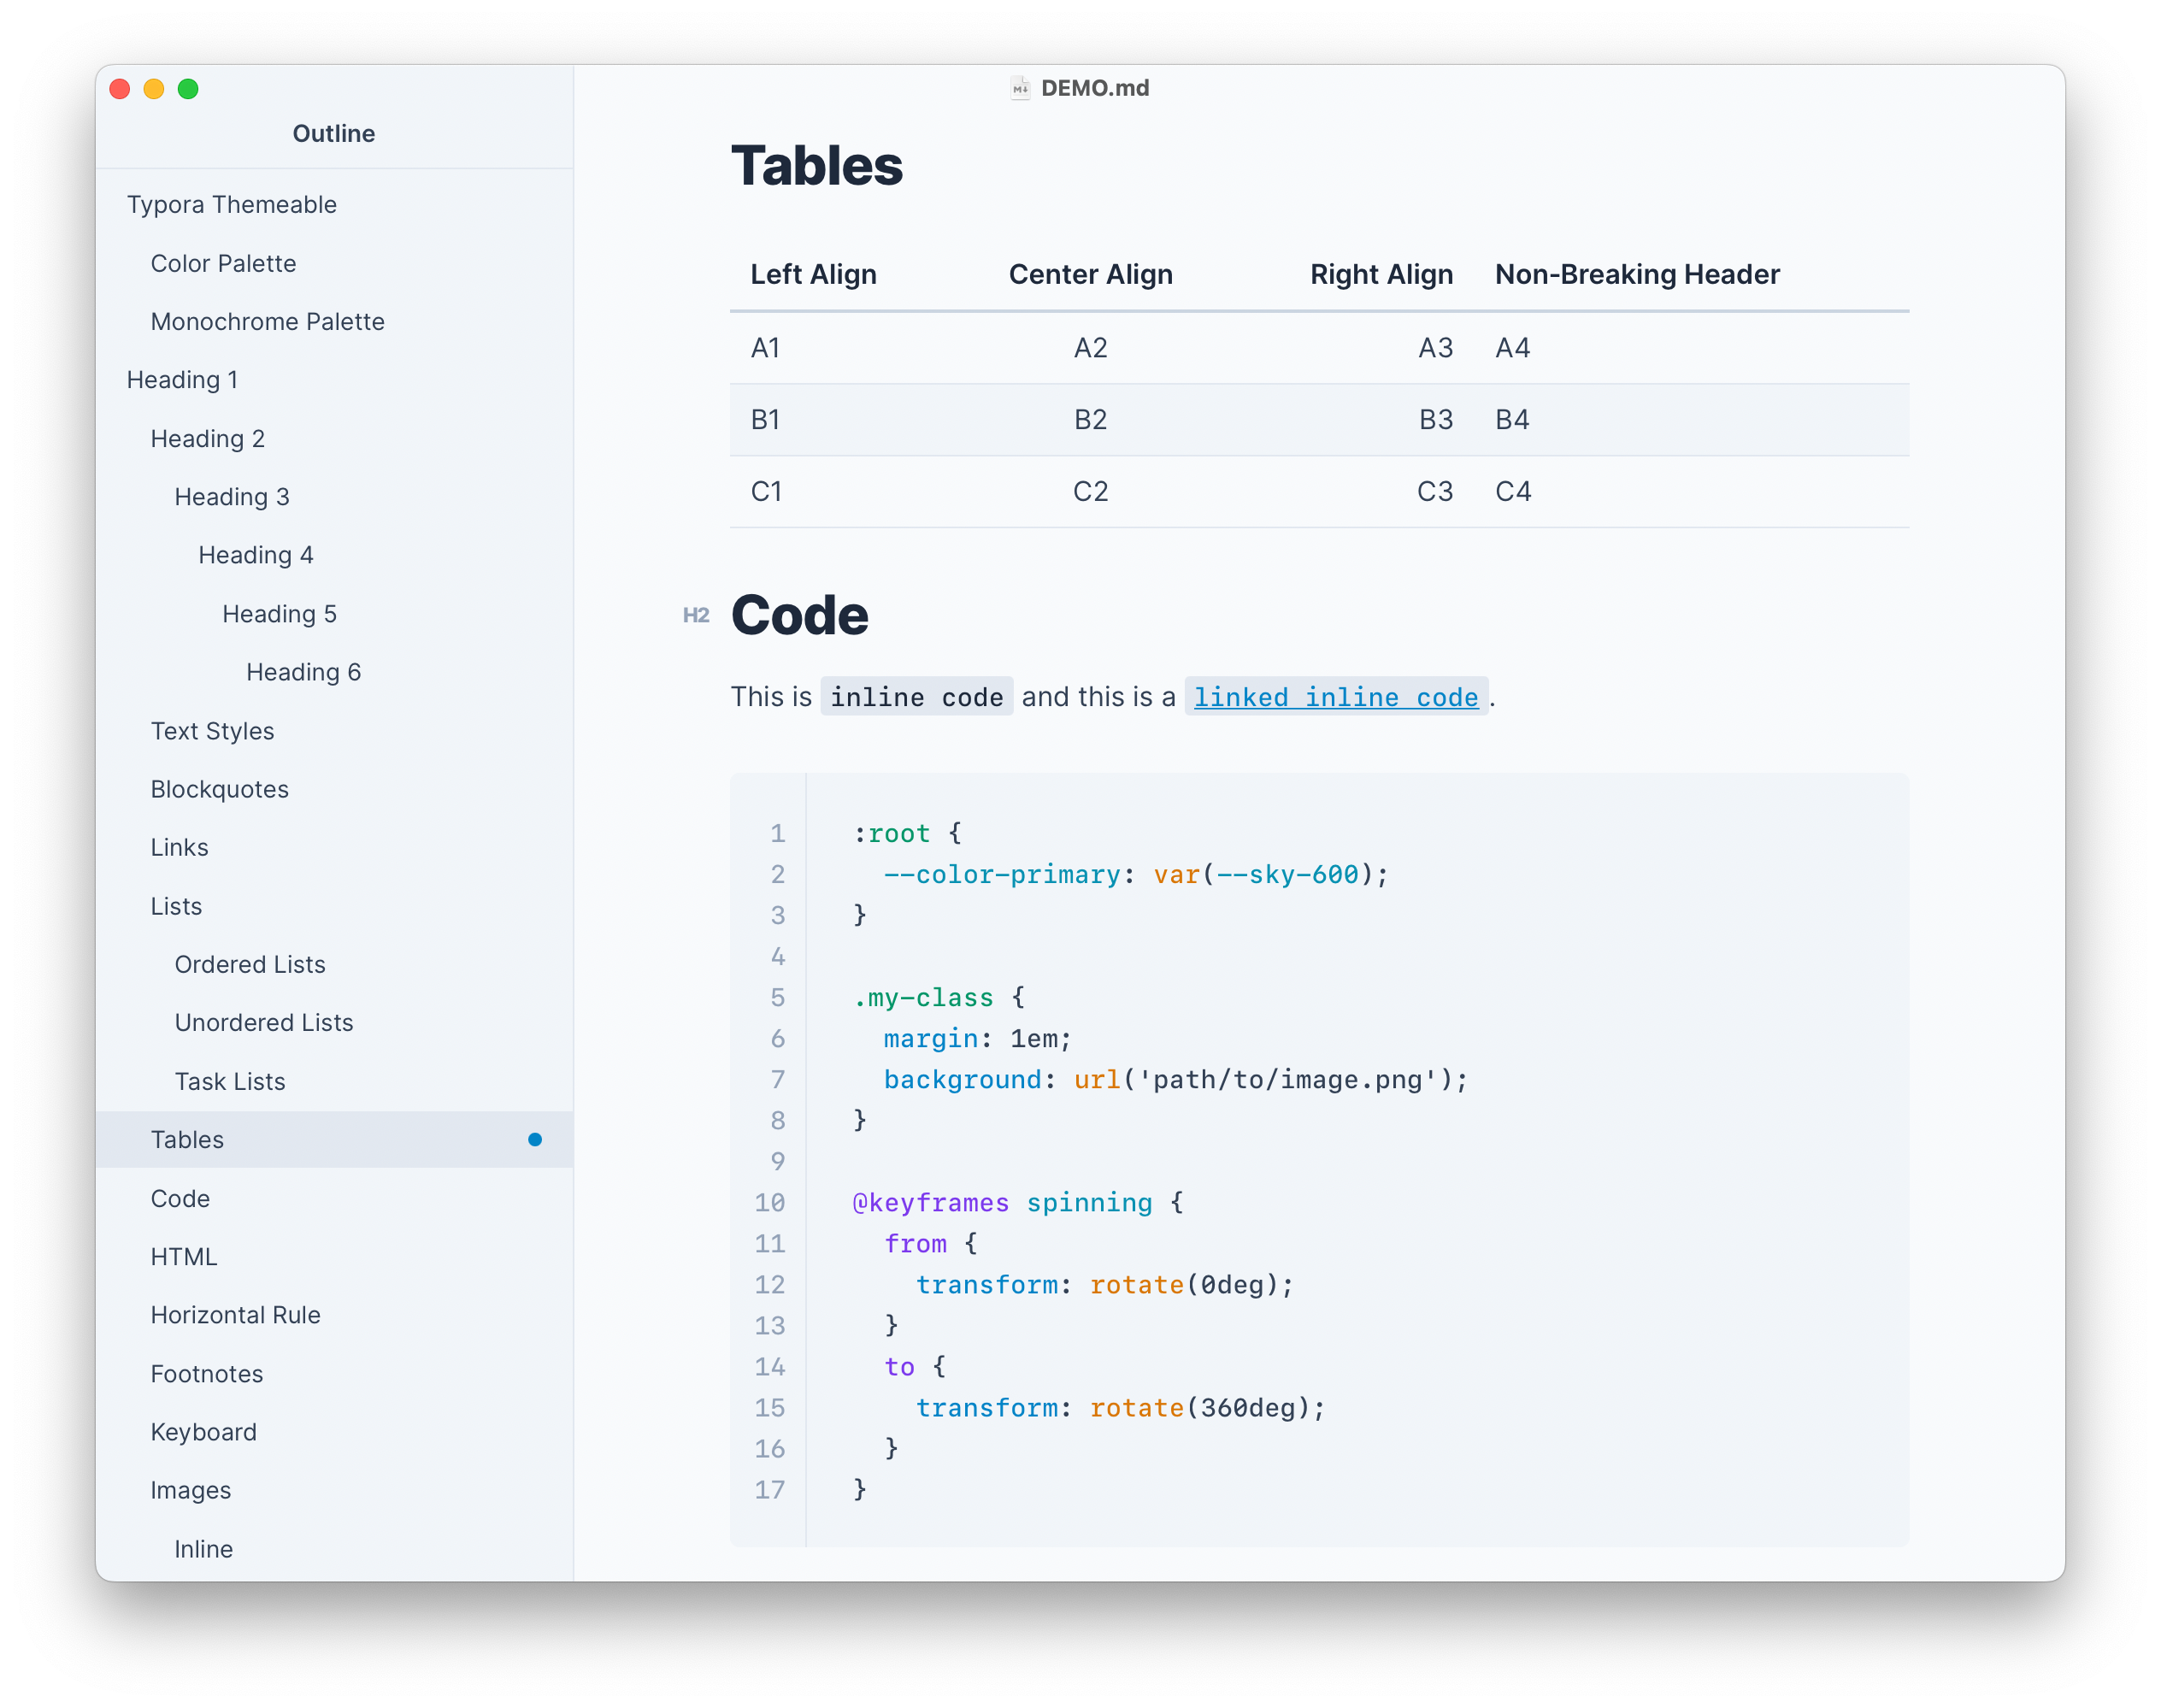 DEMO.md
Outline
Typora Themeable
Color Palette
Monochrome Palette
Heading 1
Heading 2
Heading 3
Heading 4
Heading 5
Heading 6
Text Styles
Blockquotes
Links
Lists
Ordered Lists
Unordered Lists
Task Lists
Tables
Code
HTML
Horizontal Rule
Footnotes
Keyboard
Images
Inline
Tables
Left Align Center Align Right Align Non-Breaking Header
A1 A2 A3 A4
B1 B2 B3 B4
C1 C2 C3 C4
H2 Code
This is inline code and this is a linked inline code.
1 :root {
2   --color-primary: var(--sky-600);
3 }
4
5 .my-class {
6   margin: 1em;
7   background: url('path/to/image.png');
8 }
9
10 @keyframes spinning {
11   from {
12     transform: rotate(0deg);
13   }
14   to {
15     transform: rotate(360deg);
16   }
17 }